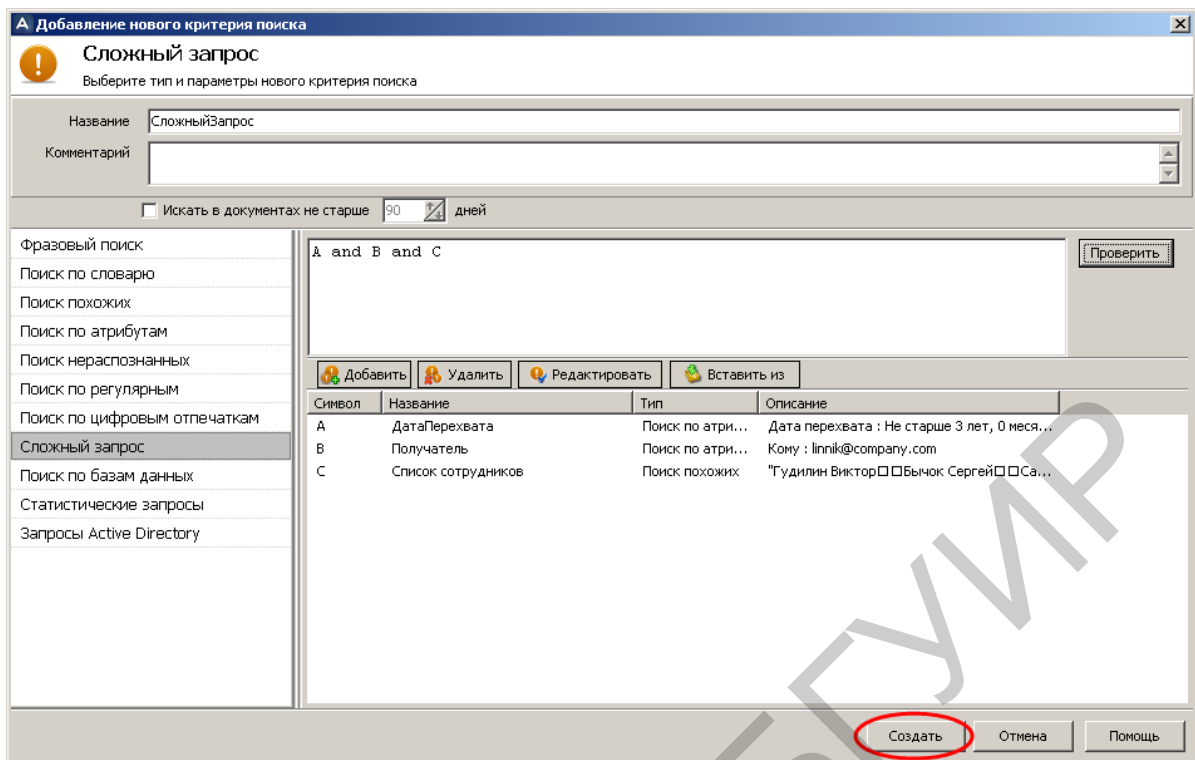 Добавление нового критерия поиска
Сложный запрос
Выберите тип и параметры нового критерия поиска
Название СложныйЗапрос
Комментарий
Искать в документах не старше 90 дней
Фразовый поиск
Поиск по словарю
Поиск похожих
Поиск по атрибутам
Поиск нераспознанных
Поиск по регулярным
Поиск по цифровым отпечаткам
Сложный запрос
Поиск по базам данных
Статистические запросы
Запросы Active Directory
A and B and C
Проверить
Добавить Удалить Редактировать Вставить из
Символ Название Тип Описание
A ДатаПерехвата Поиск по атри... Дата перехвата : Не старше 3 лет, 0 меся...
B Получатель Поиск по атри... Кому : linnik@company.com
C Список сотрудников Поиск похожих "Гудилин Виктор□□Бычок Сергей□□Са...
Создать Отмена Помощь
БГУИР